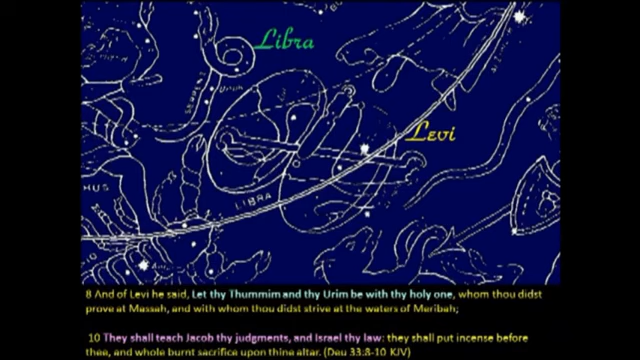 Libra
Levi
LIBRA
8 And of Levi he said, Let thy Thummim and thy Urim be with thy holy one, whom thou didst
prove at Massah, and with whom thou didst strive at the waters of Meribah;
10 They shall teach Jacob thy judgments, and Israel thy law: they shall put incense before
thee, and whole burnt sacrifice upon thine altar. (Deu 33:8-10 KJV)